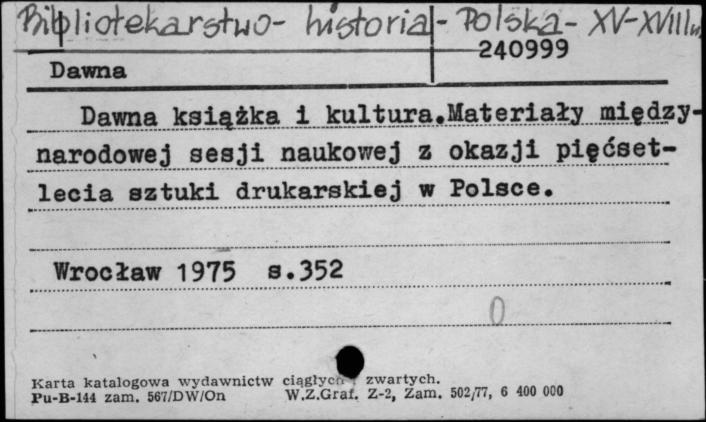 Bibliotekarstwo - historia - Polska - XV-XVIII w
240999
Dawna
Dawna książka i kultura.Materiały między-
narodowej sesji naukowej z okazji pięćset-
lecia sztuki drukarskiej w Polsce.
Wrocław 1975 s.352
0
Karta katalogowa wydawnictw ciągłych i zwartych.
Pu-B-144 zam. 567/DW/On W.Z.Graf. Z-2, Zam. 502/77, 6 400 000